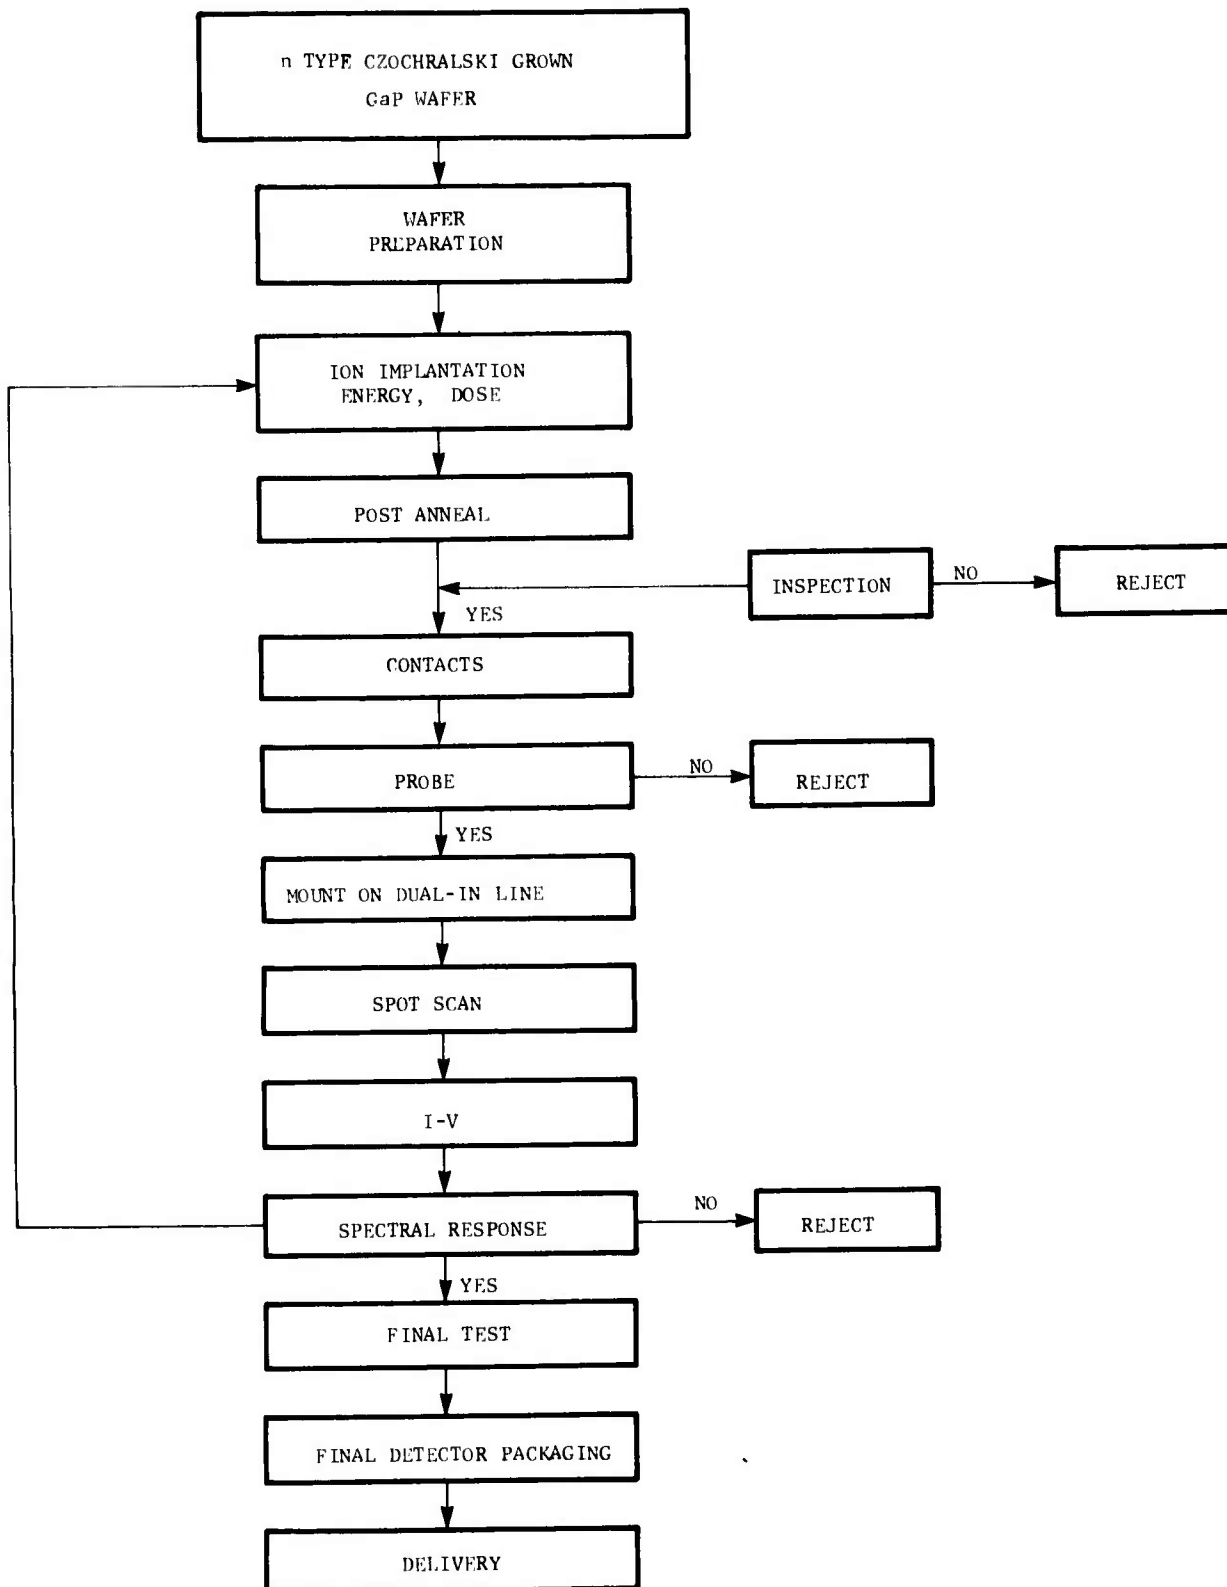 n TYPE CZOCHRALSKI GROWN
GaP WAFER
WAFER
PREPARATION
ION IMPLANTATION
ENERGY, DOSE
POST ANNEAL
INSPECTION
NO
REJECT
YES
CONTACTS
PROBE
NO
REJECT
YES
MOUNT ON DUAL-IN LINE
SPOT SCAN
I-V
SPECTRAL RESPONSE
NO
REJECT
YES
FINAL TEST
FINAL DETECTOR PACKAGING
DELIVERY